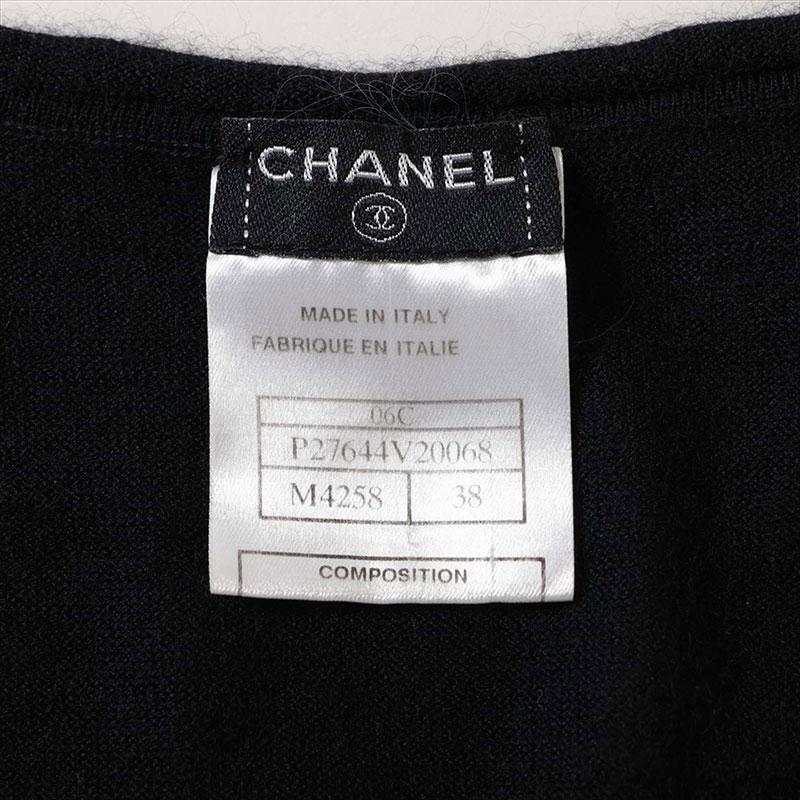 CHANEL
MADE IN ITALY
FABRIQUE EN ITALIE
06C
P27644V20068
M4258 38
COMPOSITION